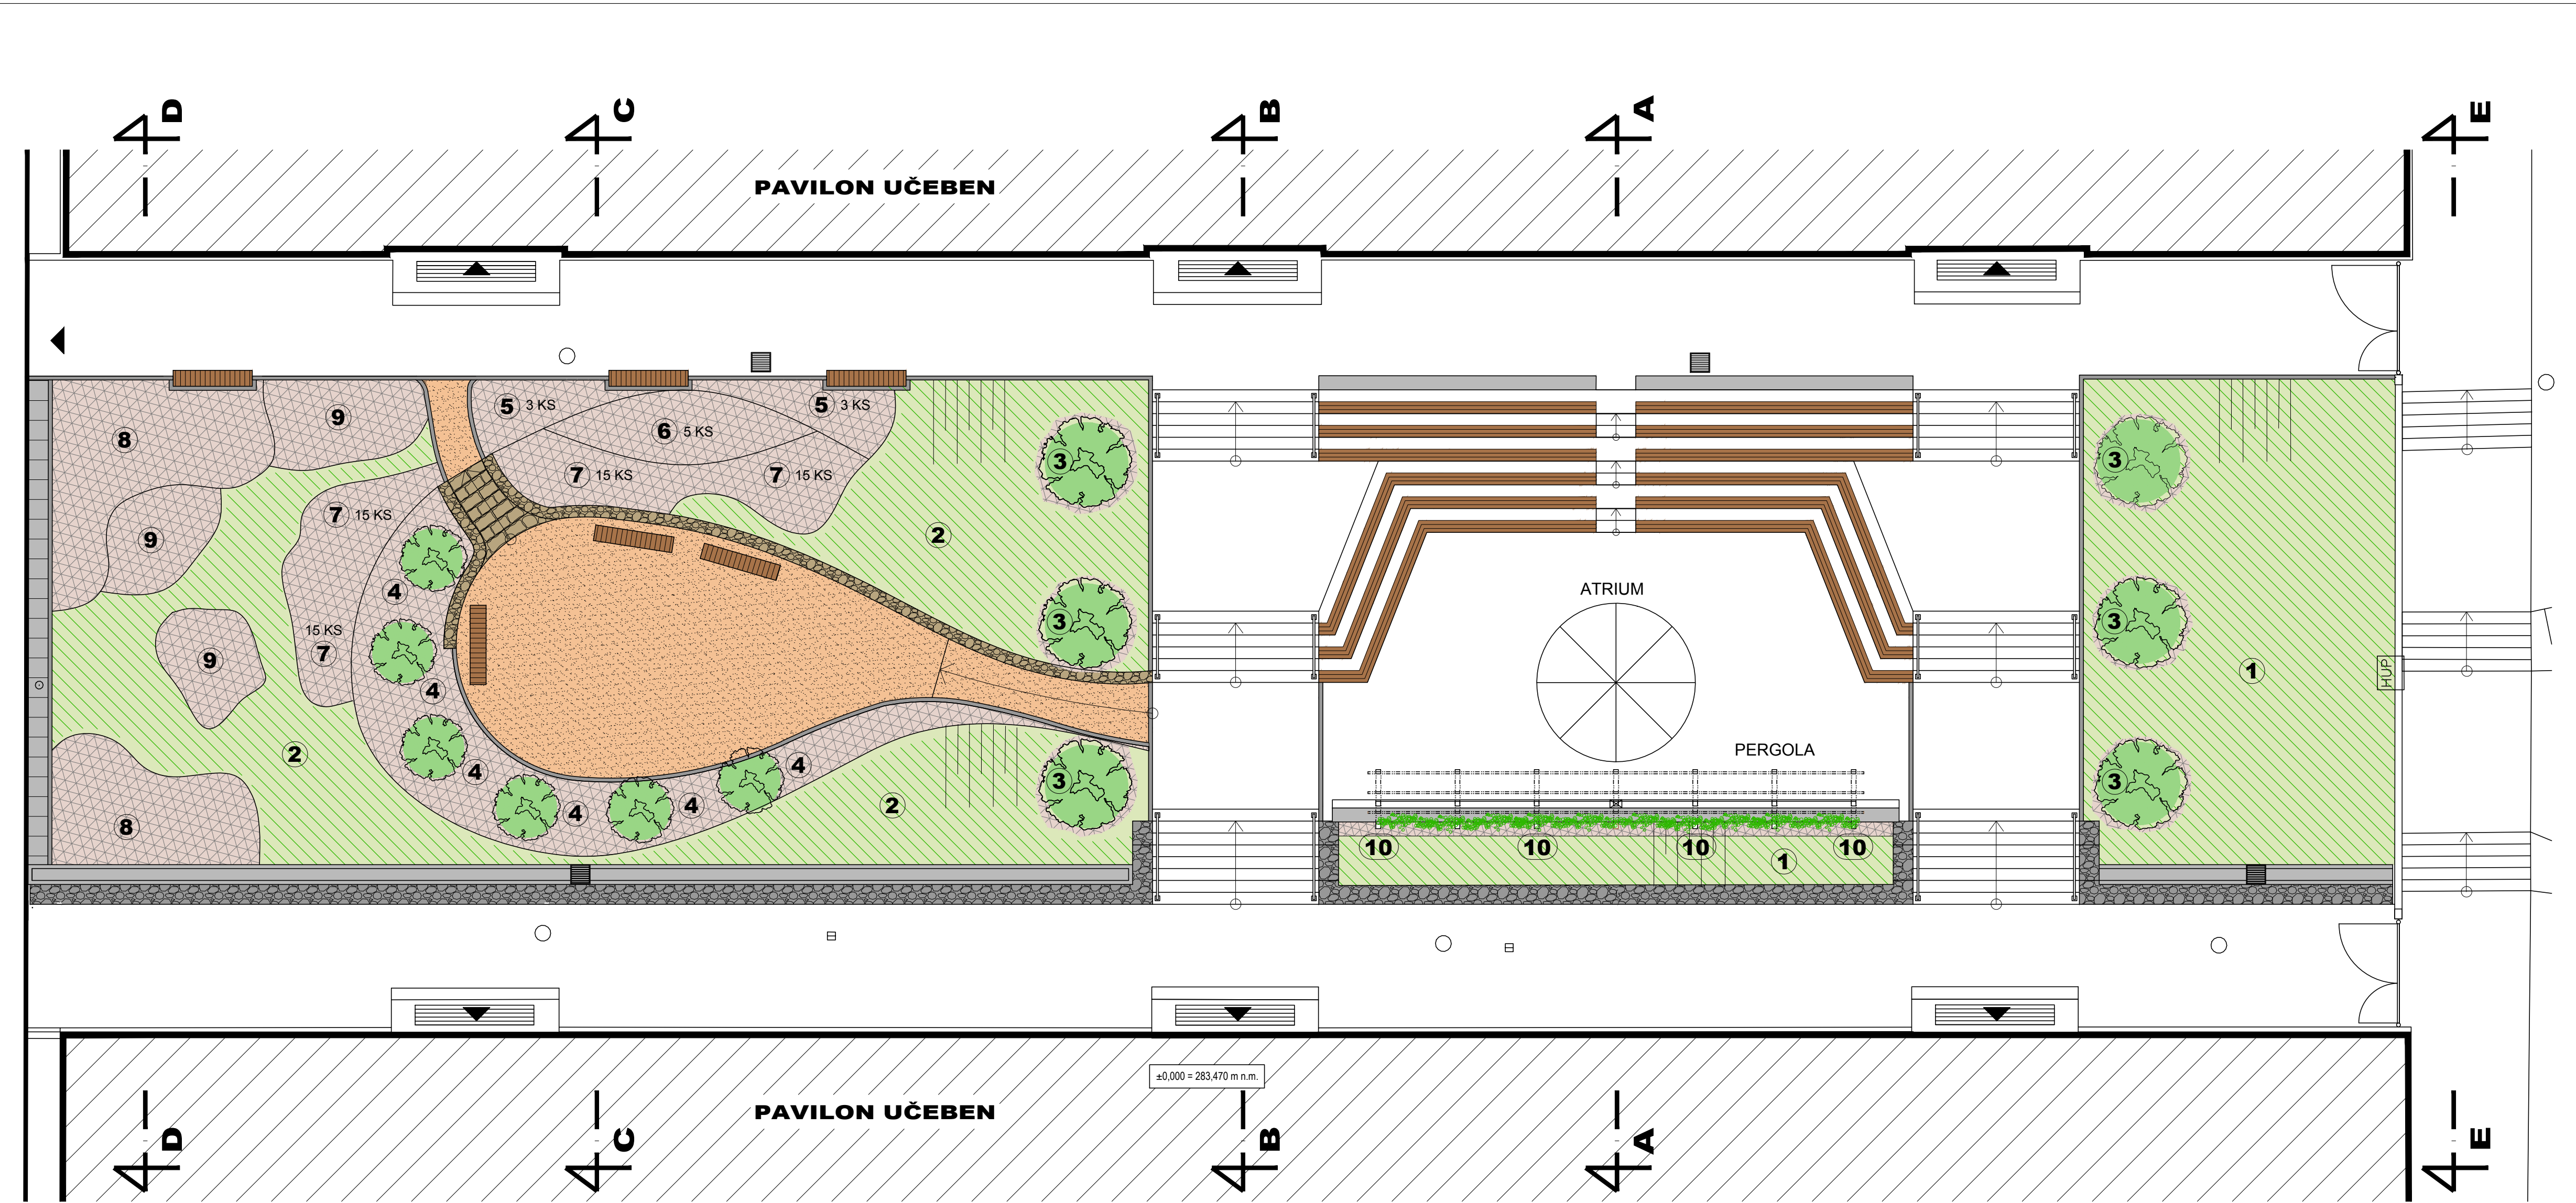 D C B A E
PAVILON UČEBEN
5 3 KS 5 3 KS
9
6 5 KS
8
3 3
7 15 KS 7 15 KS
7 15 KS
2
9
4
ATRIUM
3 3
15 KS
7
9
1
HUP
4
2
PERGOLA
4 4
3 3
2
4 4
8
10 10 10 10
1
±0,000 = 283,470 m n.m.
PAVILON UČEBEN
D C B A E